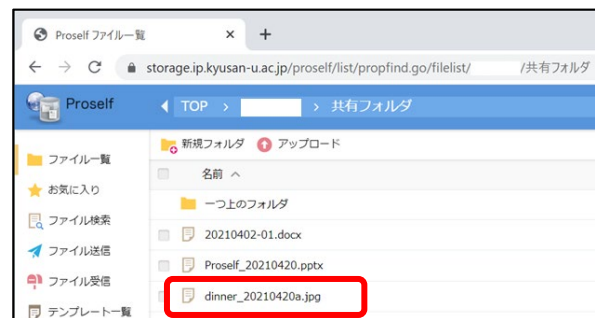 Proself ファイル一覧
storage.ip.kyusan-u.ac.jp/proself/list/propfind.go/filelist/ /共有フォルダ
Proself
TOP > > 共有フォルダ
新規フォルダ アップロード
ファイル一覧
名前
お気に入り
一つ上のフォルダ
ファイル検索
20210402-01.docx
ファイル送信
Proself_20210420.pptx
ファイル受信
dinner_20210420a.jpg
テンプレート一覧